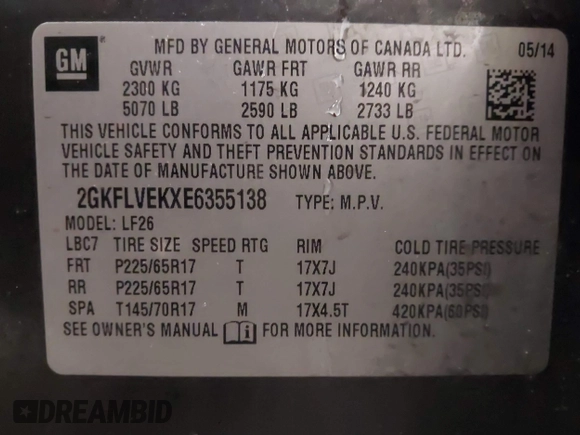 GM
MFD BY GENERAL MOTORS OF CANADA LTD. 05/14
GVWR GAWR FRT GAWR RR
2300 KG 1175 KG 1240 KG
5070 LB 2590 LB 2733 LB
THIS VEHICLE CONFORMS TO ALL APPLICABLE U.S. FEDERAL MOTOR
VEHICLE SAFETY AND THEFT PREVENTION STANDARDS IN EFFECT ON
THE DATE OF MANUFACTURE SHOWN ABOVE.
2GKFLVEKXE6355138 TYPE: M.P.V.
MODEL: LF26
LBC7 TIRE SIZE SPEED RTG RIM COLD TIRE PRESSURE
FRT P225/65R17 T 17X7J 240KPA(35PSI)
RR P225/65R17 T 17X7J 240KPA(35PSI)
SPA T145/70R17 M 17X4.5T 420KPA(60PSI)
SEE OWNER'S MANUAL FOR MORE INFORMATION.
DREAMBID